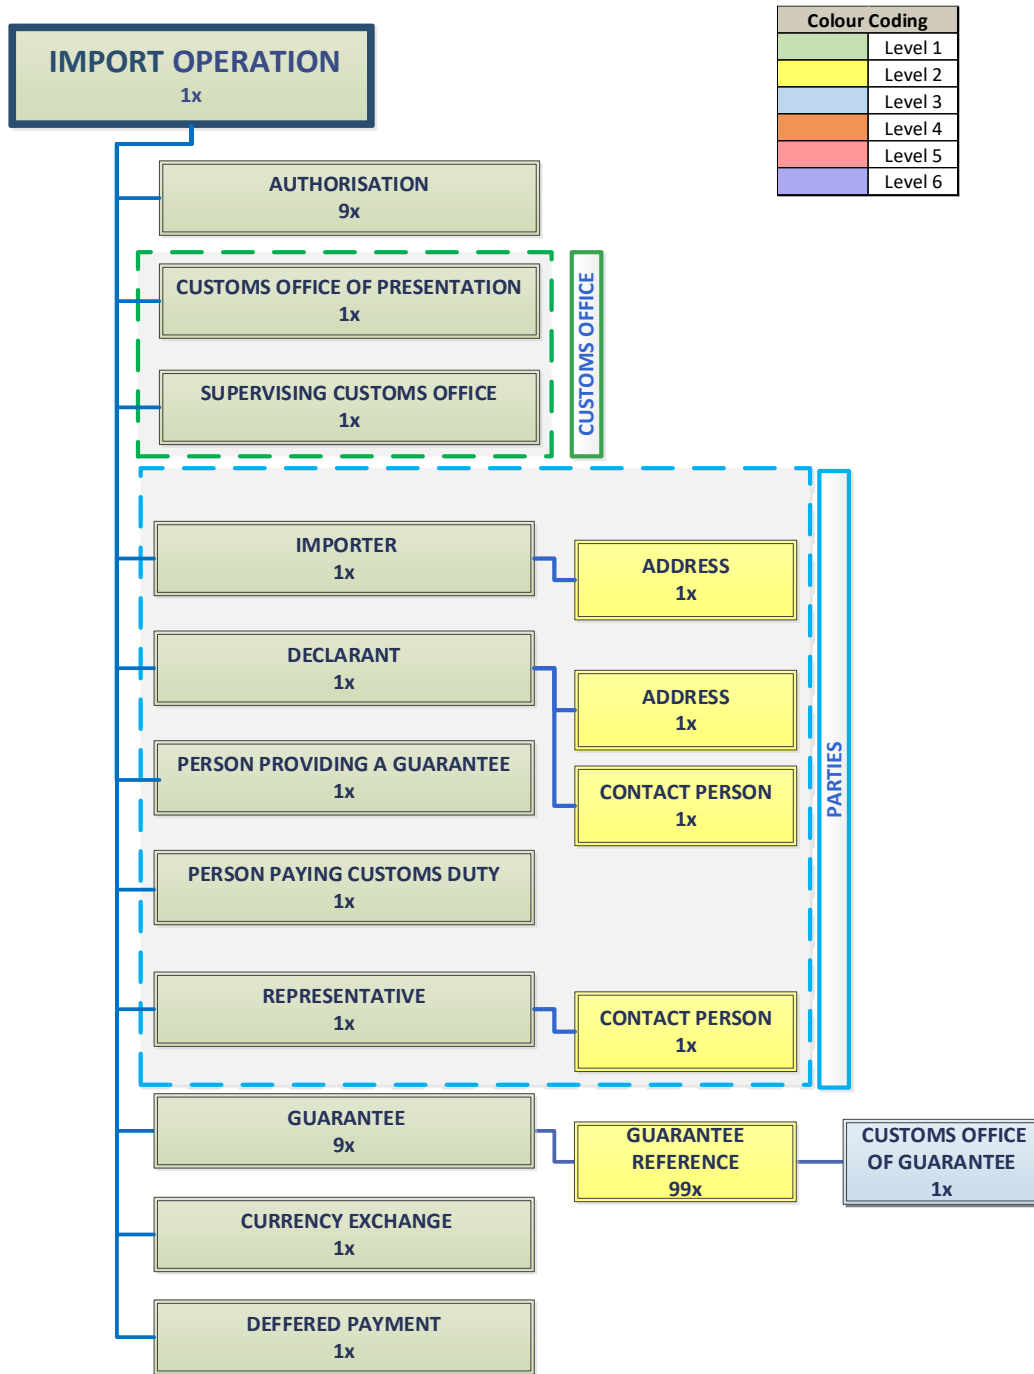 IMPORT OPERATION
1x
Colour Coding
Level 1
Level 2
Level 3
Level 4
Level 5
Level 6
AUTHORISATION
9x
CUSTOMS OFFICE OF PRESENTATION
1x
SUPERVISING CUSTOMS OFFICE
1x
CUSTOMS OFFICE
IMPORTER
1x
ADDRESS
1x
DECLARANT
1x
ADDRESS
1x
PERSON PROVIDING A GUARANTEE
1x
CONTACT PERSON
1x
PARTIES
PERSON PAYING CUSTOMS DUTY
1x
REPRESENTATIVE
1x
CONTACT PERSON
1x
GUARANTEE
9x
GUARANTEE
REFERENCE
99x
CUSTOMS OFFICE
OF GUARANTEE
1x
CURRENCY EXCHANGE
1x
DEFFERED PAYMENT
1x